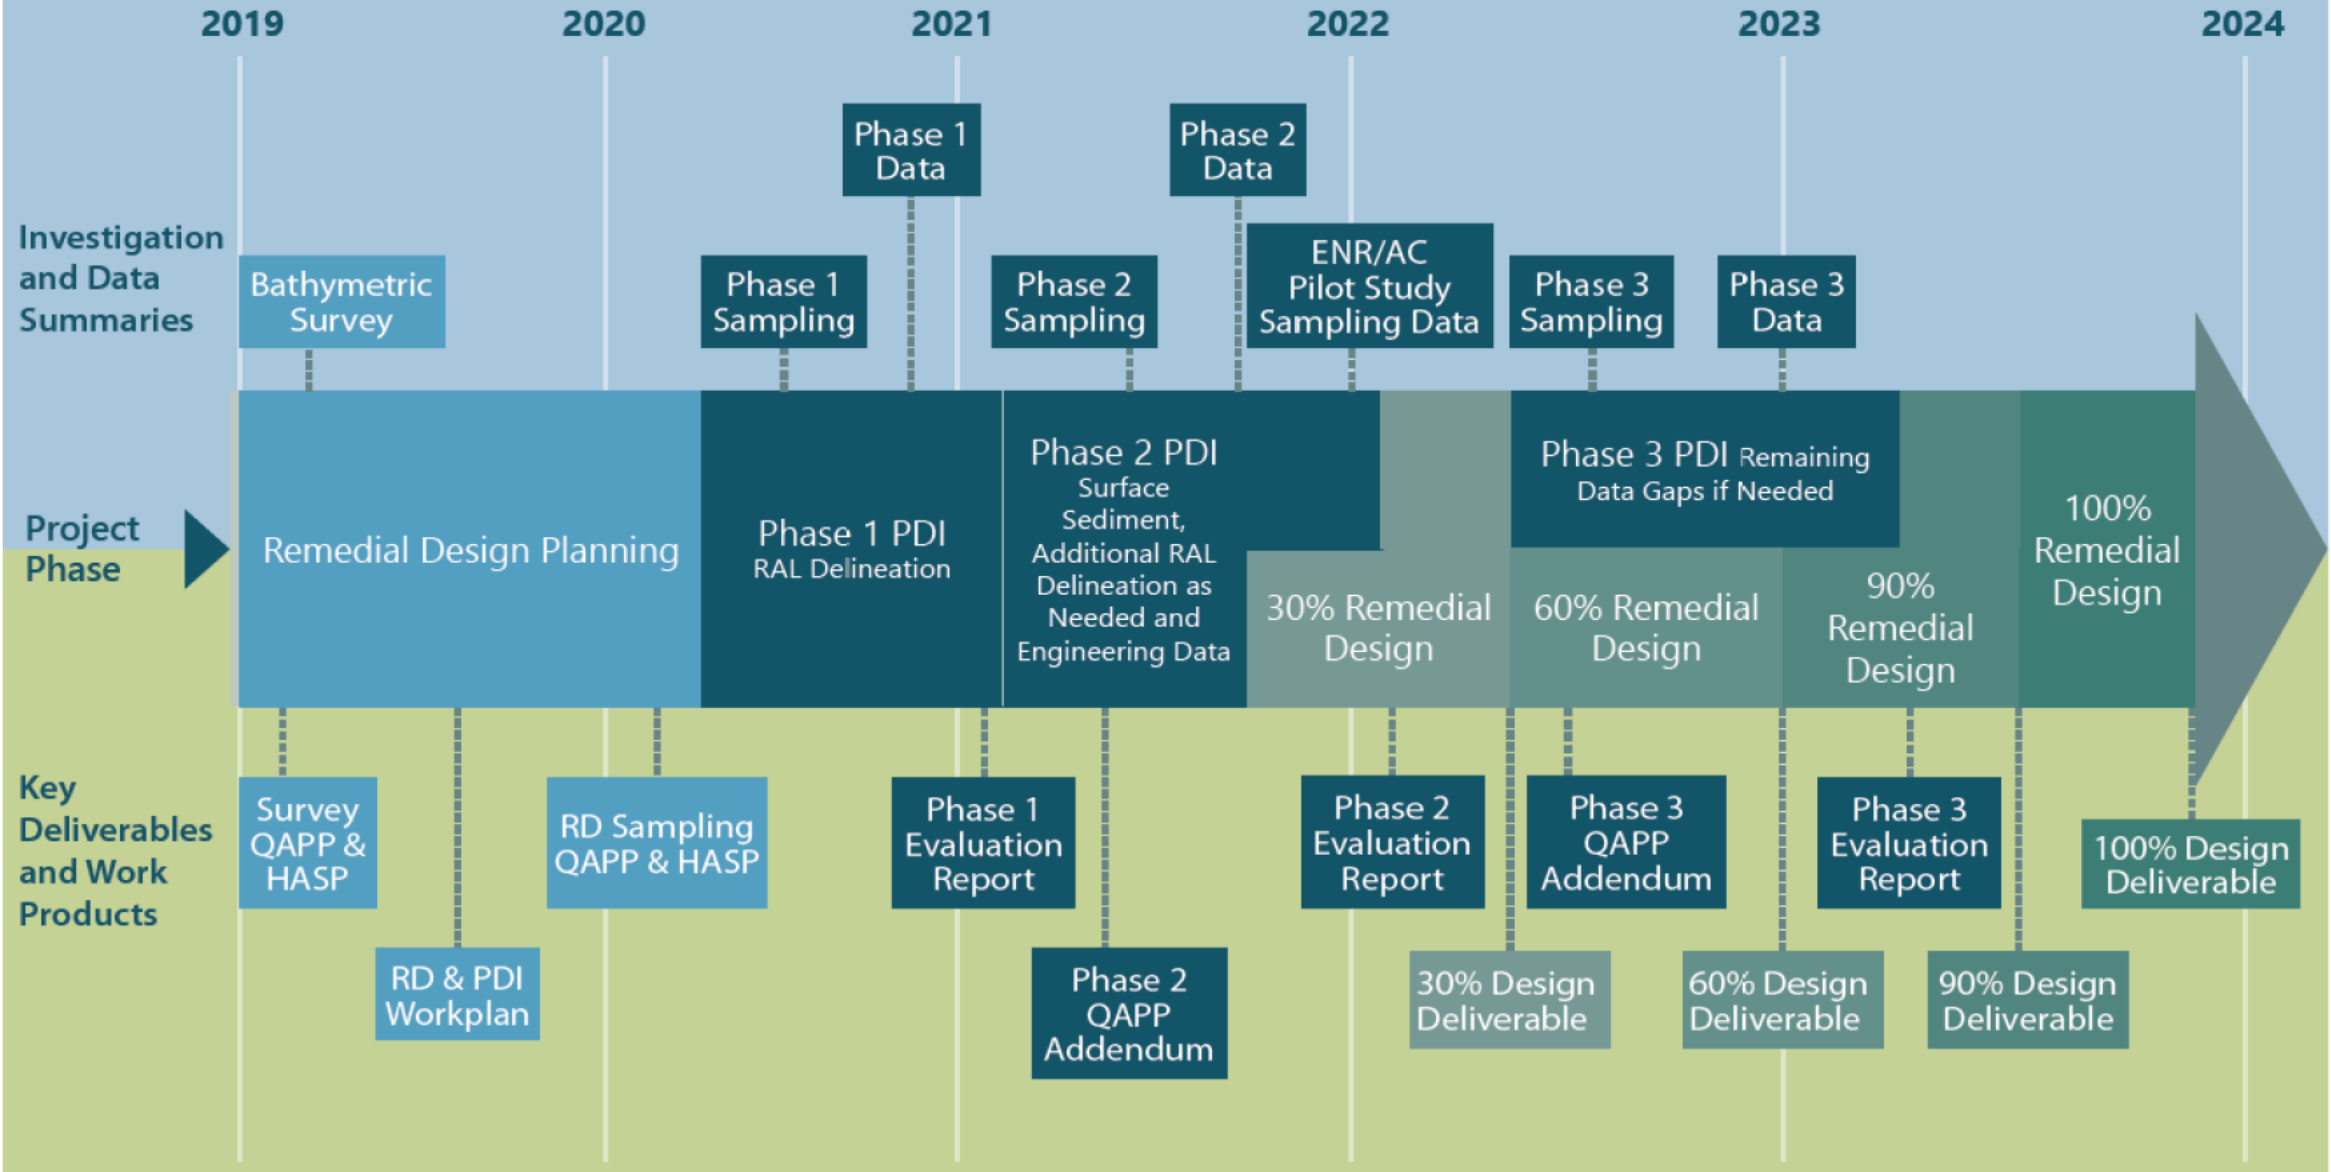 2019
2020
2021
2022
2023
2024
Investigation
and Data
Summaries
Bathymetric
Survey
Phase 1
Sampling
Phase 1
Data
Phase 2
Sampling
Phase 2
Data
ENR/AC
Pilot Study
Sampling Data
Phase 3
Sampling
Phase 3
Data
Project
Phase
Remedial Design Planning
Phase 1 PDI
RAL Delineation
Phase 2 PDI
Surface
Sediment,
Additional RAL
Delineation as
Needed and
Engineering Data
30% Remedial
Design
Phase 3 PDI Remaining
Data Gaps if Needed
60% Remedial
Design
90%
Remedial
Design
100%
Remedial
Design
Key
Deliverables
and Work
Products
Survey
QAPP &
HASP
RD & PDI
Workplan
RD Sampling
QAPP & HASP
Phase 1
Evaluation
Report
Phase 2
QAPP
Addendum
Phase 2
Evaluation
Report
30% Design
Deliverable
Phase 3
QAPP
Addendum
60% Design
Deliverable
Phase 3
Evaluation
Report
90% Design
Deliverable
100% Design
Deliverable